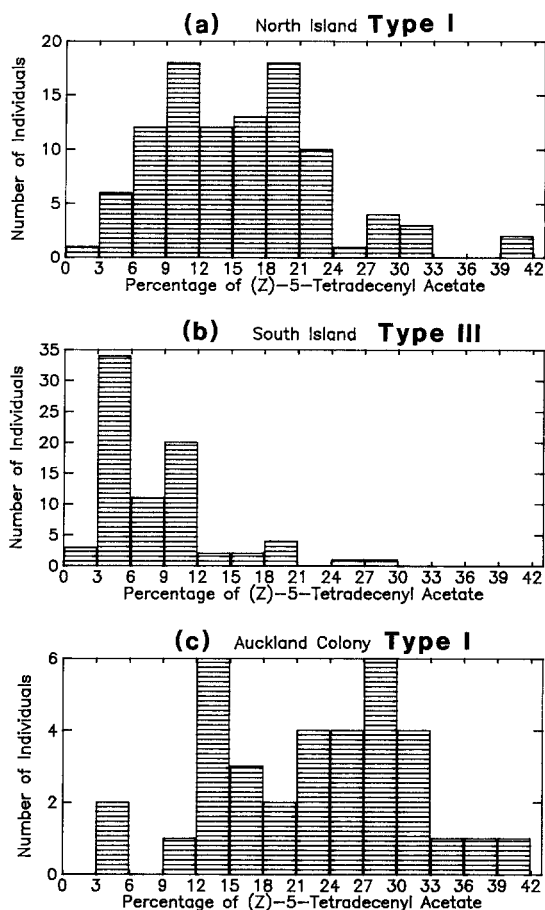 (a) North Island Type I
Number of Individuals
20
15
10
5
0
0 3 6 9 12 15 18 21 24 27 30 33 36 39 42
Percentage of (Z)-5-Tetradecenyl Acetate
(b) South Island Type III
Number of Individuals
35
30
25
20
15
10
5
0
0 3 6 9 12 15 18 21 24 27 30 33 36 39 42
Percentage of (Z)-5-Tetradecenyl Acetate
(c) Auckland Colony Type I
Number of Individuals
6
4
2
0
0 3 6 9 12 15 18 21 24 27 30 33 36 39 42
Percentage of (Z)-5-Tetradecenyl Acetate